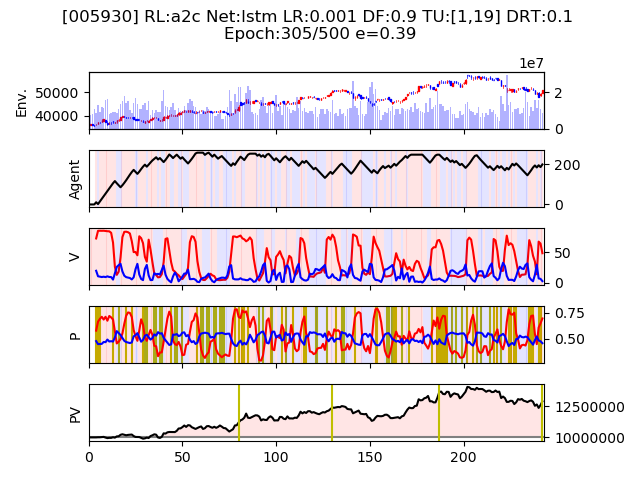 [005930] RL:a2c Net:lstm LR:0.001 DF:0.9 TU:[1,19] DRT:0.1
Epoch:305/500 e=0.39
1e7
Env.
50000
40000
2
0
Agent
200
0
V
50
0
P
0.75
0.50
PV
12500000
10000000
0
50
100
150
200